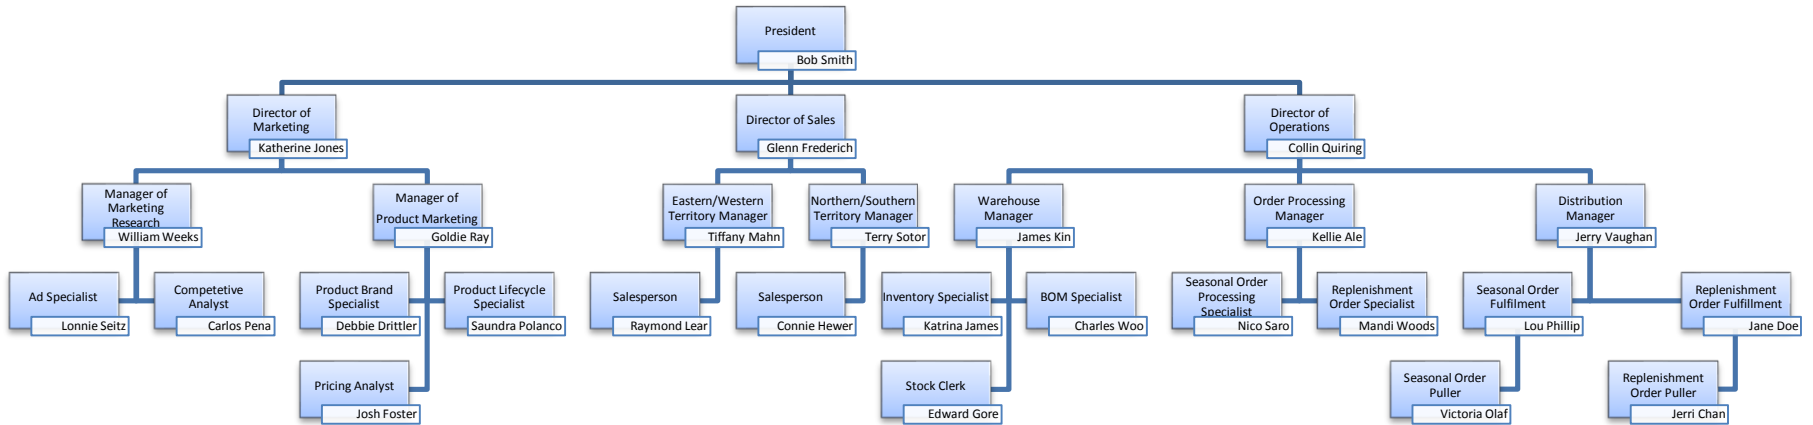 President
Bob Smith
Director of
Marketing
Katherine Jones
Director of Sales
Glenn Frederich
Director of
Operations
Collin Quiring
Manager of
Marketing
Research
William Weeks
Manager of
Product Marketing
Goldie Ray
Eastern/Western
Territory Manager
Tiffany Mahn
Northern/Southern
Territory Manager
Terry Sotor
Warehouse
Manager
James Kin
Order Processing
Manager
Kellie Ale
Distribution
Manager
Jerry Vaughan
Ad Specialist
Lonnie Seitz
Competetive
Analyst
Carlos Pena
Product Brand
Specialist
Debbie Drittler
Product Lifecycle
Specialist
Saundra Polanco
Salesperson
Raymond Lear
Salesperson
Connie Hewer
Inventory Specialist
Katrina James
BOM Specialist
Charles Woo
Seasonal Order
Processing
Specialist
Nico Saro
Replenishment
Order Specialist
Mandi Woods
Seasonal Order
Fulfilment
Lou Phillip
Replenishment
Order Fulfillment
Jane Doe
Pricing Analyst
Josh Foster
Stock Clerk
Edward Gore
Seasonal Order
Puller
Victoria Olaf
Replenishment
Order Puller
Jerri Chan